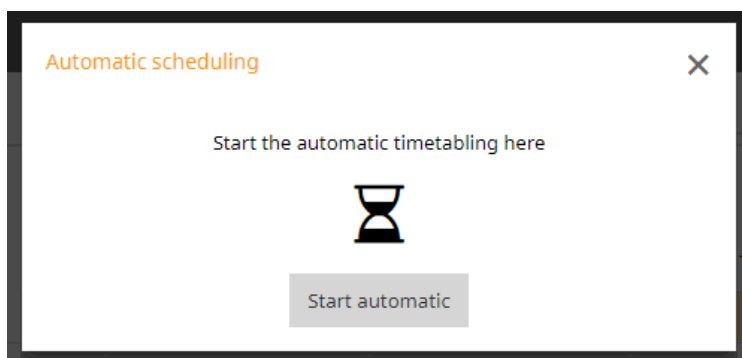 Automatic scheduling
Start the automatic timetabling here
Start automatic